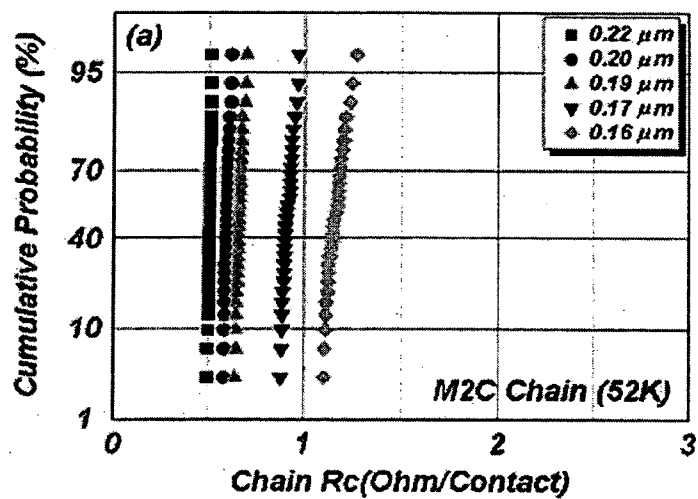 (a)
0.22 μm
0.20 μm
0.19 μm
0.17 μm
0.16 μm
Cumulative Probability (%)
95
70
40
10
1
M2C Chain (52K)
0
1
2
3
Chain Rc(Ohm/Contact)